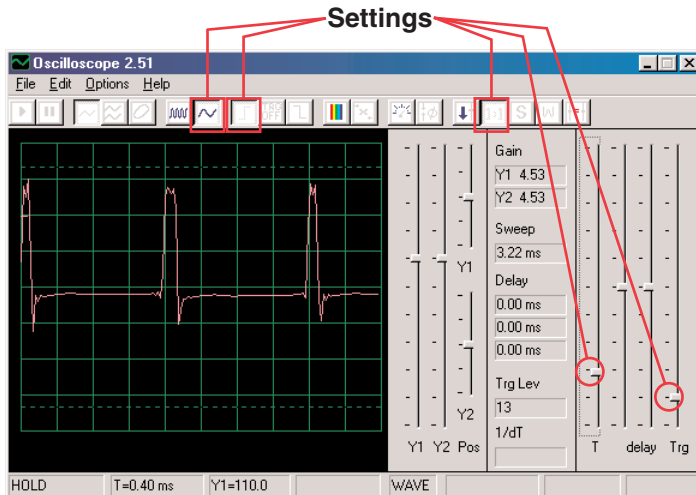 Settings
Oscilloscope 2.51
File Edit Options Help
TRG
OFF
S
Gain
Y1 4.53
Y2 4.53
Sweep
3.22 ms
Y1
Delay
0.00 ms
0.00 ms
0.00 ms
Trg Lev
13
Y2
1/dT
Y1 Y2 Pos
T delay Trg
HOLD T=0.40 ms Y1=110.0 WAVE